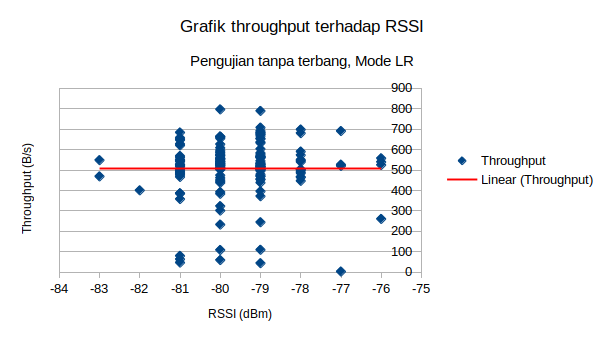 Grafik throughput terhadap RSSI
Pengujian tanpa terbang, Mode LR
900
800
700
600
500
400
300
200
100
0
Throughput (B/s)
-84 -83 -82 -81 -80 -79 -78 -77 -76 -75
RSSI (dBm)
Throughput
Linear (Throughput)